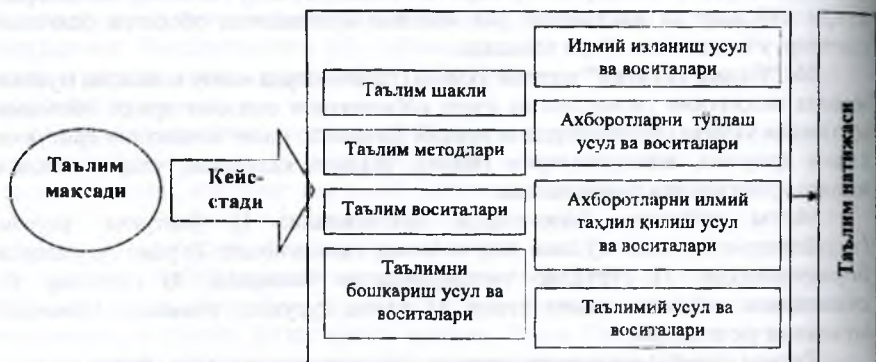 Таълим
мақсади
Кейс-
стади
Таълим шакли
Таълим методлари
Таълим воситалари
Таълимни
бошқариш усул ва
воситалари
Илмий изланиш усул
ва воситалари
Ахборотларни тўплаш
усул ва воситалари
Ахборотларни илмий
таҳлил қилиш усул
ва воситалари
Таълимий усул ва
воситалари
Таълим натижаси